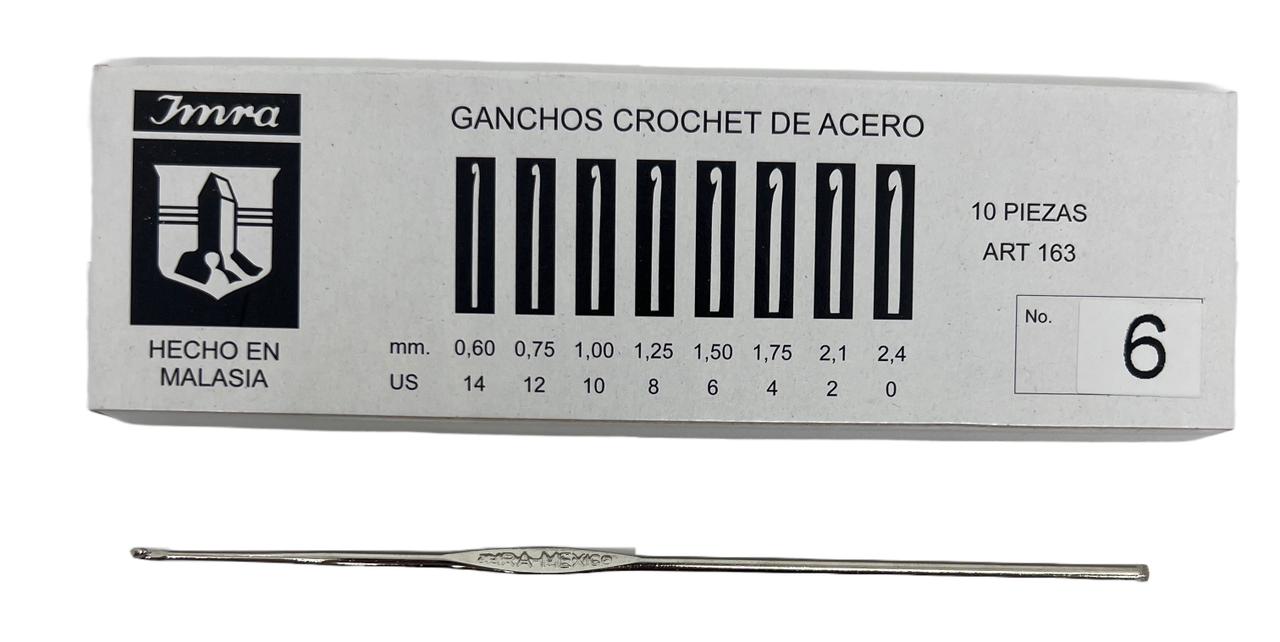 Imra
HECHO EN
MALASIA
GANCHOS CROCHET DE ACERO
mm. 0,60 0,75 1,00 1,25 1,50 1,75 2,1 2,4
US 14 12 10 8 6 4 2 0
10 PIEZAS
ART 163
No. 6
IMRA-MEXICO